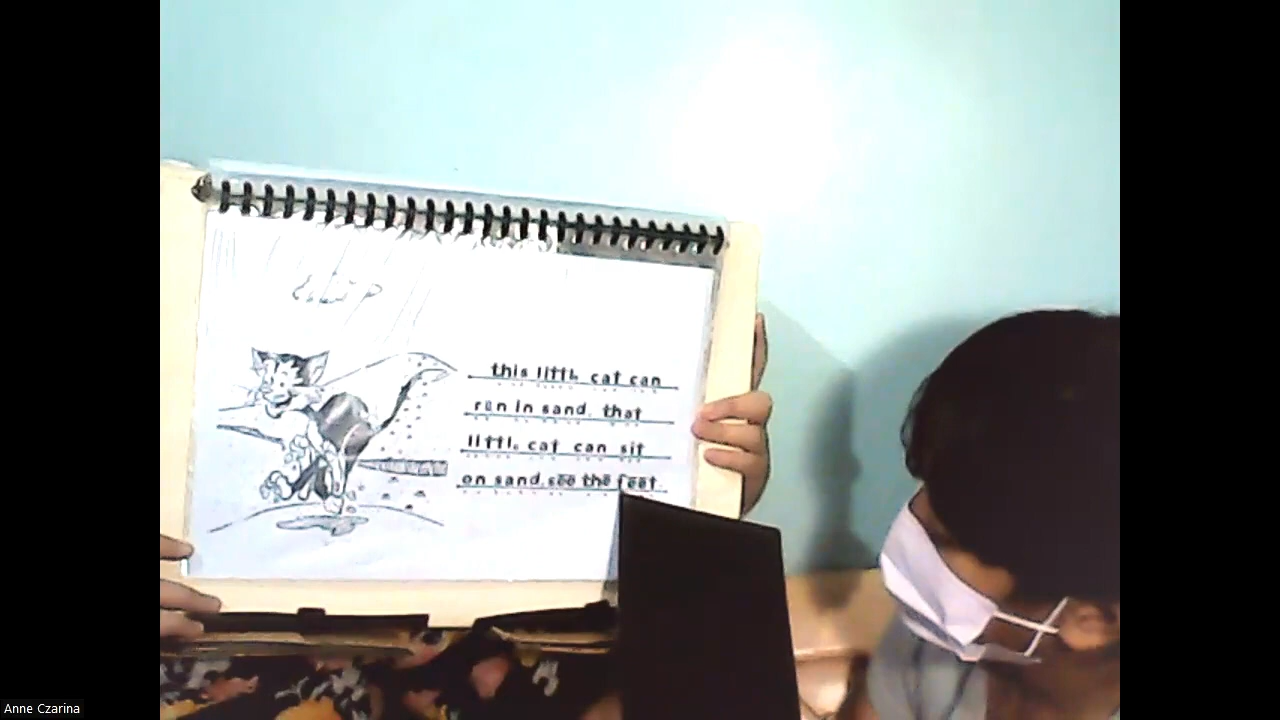 this little cat can
run in sand. that
little cat can sit
on sand. see the feet.
Anne Czarina